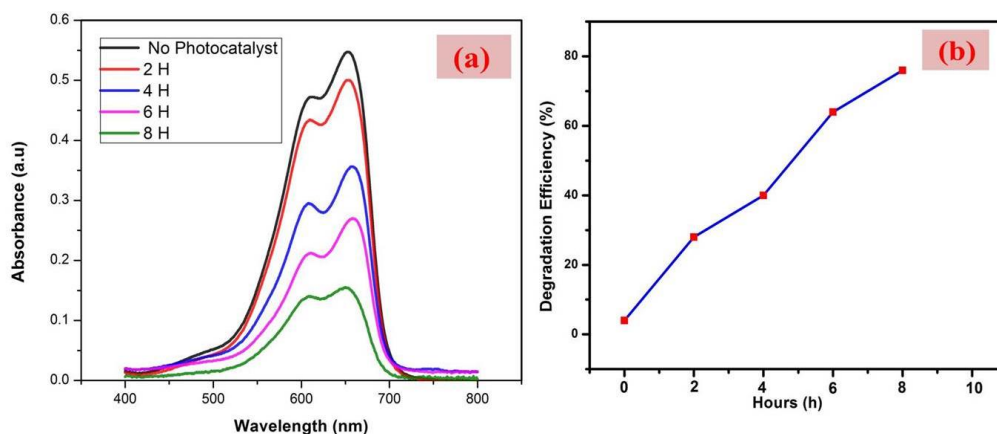 0.6
0.5
0.4
0.3
0.2
0.1
0.0
Absorbance (a.u)
No Photocatalyst
2 H
4 H
6 H
8 H
(a)
400 500 600 700 800
Wavelength (nm)
80
60
40
20
0
Degradation Efficiency (%)
(b)
0 2 4 6 8 10
Hours (h)